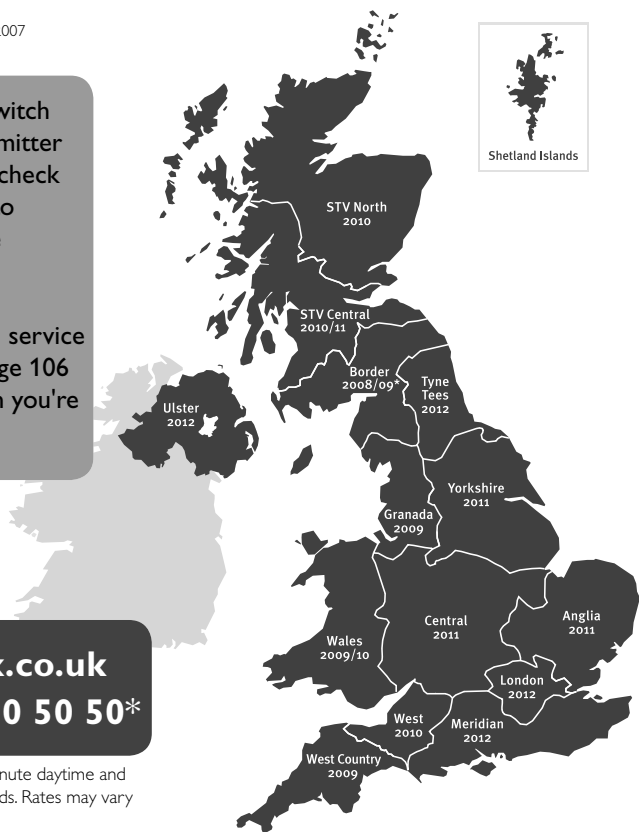 2007
witch
mitter
check
o
service
ge 106
n you're
x.co.uk
0 50 50*
nute daytime and
ds. Rates may vary
Shetland Islands
STV North
2010
STV Central
2010/11
Border
2008/09*
Tyne
Tees
2012
Ulster
2012
Yorkshire
2011
Granada
2009
Central
2011
Anglia
2011
Wales
2009/10
London
2012
West
2010
Meridian
2012
West Country
2009